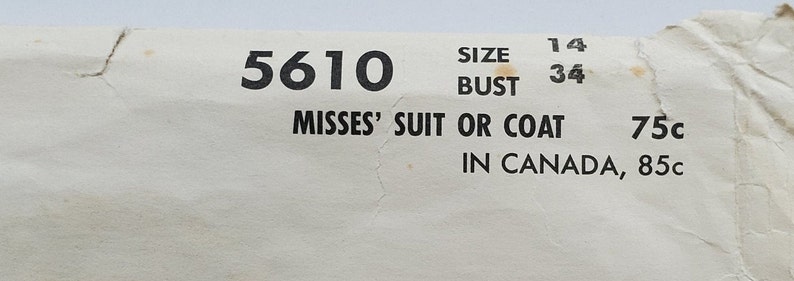 5610 SIZE 14
BUST 34
MISSES' SUIT OR COAT 75c
IN CANADA, 85c